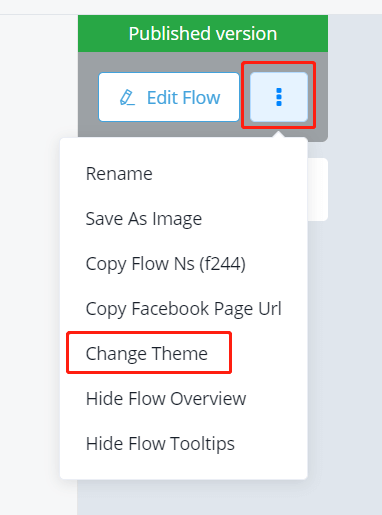 Published version
Edit Flow
Rename
Save As Image
Copy Flow Ns (f244)
Copy Facebook Page Url
Change Theme
Hide Flow Overview
Hide Flow Tooltips